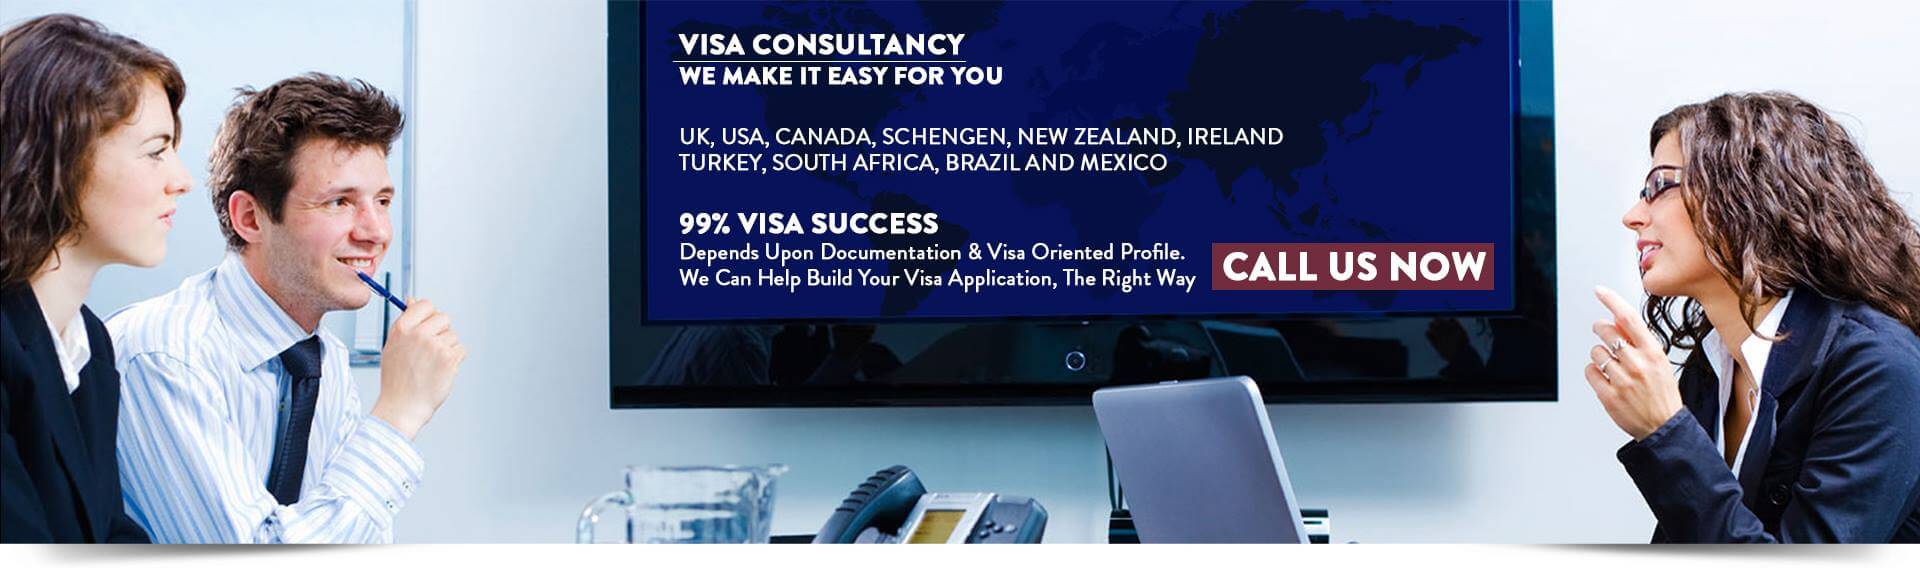 VISA CONSULTANCY
WE MAKE IT EASY FOR YOU
UK, USA, CANADA, SCHENGEN, NEW ZEALAND, IRELAND
TURKEY, SOUTH AFRICA, BRAZIL AND MEXICO
99% VISA SUCCESS
Depends Upon Documentation & Visa Oriented Profile.
We Can Help Build Your Visa Application, The Right Way
CALL US NOW